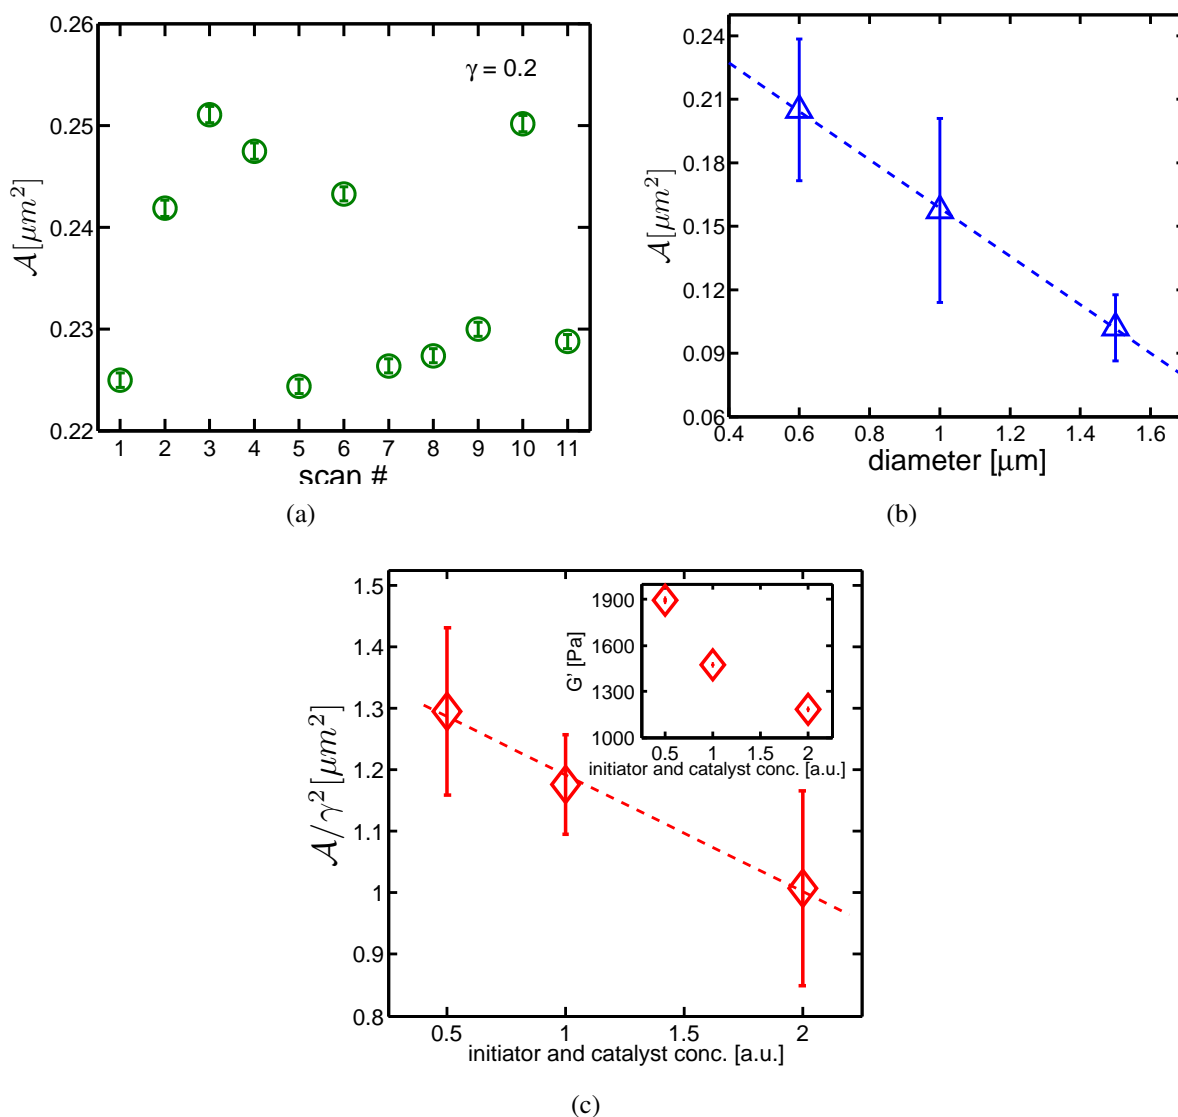 0.26
0.25
0.24
0.23
0.22
γ = 0.2
𝒜[μm²]
1 2 3 4 5 6 7 8 9 10 11
scan #
(a)
0.24
0.21
0.18
0.15
0.12
0.09
0.06
𝒜[μm²]
0.4 0.6 0.8 1 1.2 1.4 1.6
diameter [μm]
(b)
1.5
1.4
1.3
1.2
1.1
1
0.9
0.8
𝒜/γ²[μm²]
0.5 1 1.5 2
initiator and catalyst conc. [a.u.]
1900
1600
1300
1000
G' [Pa]
0.5 1 1.5 2
initiator and catalyst conc. [a.u.]
(c)